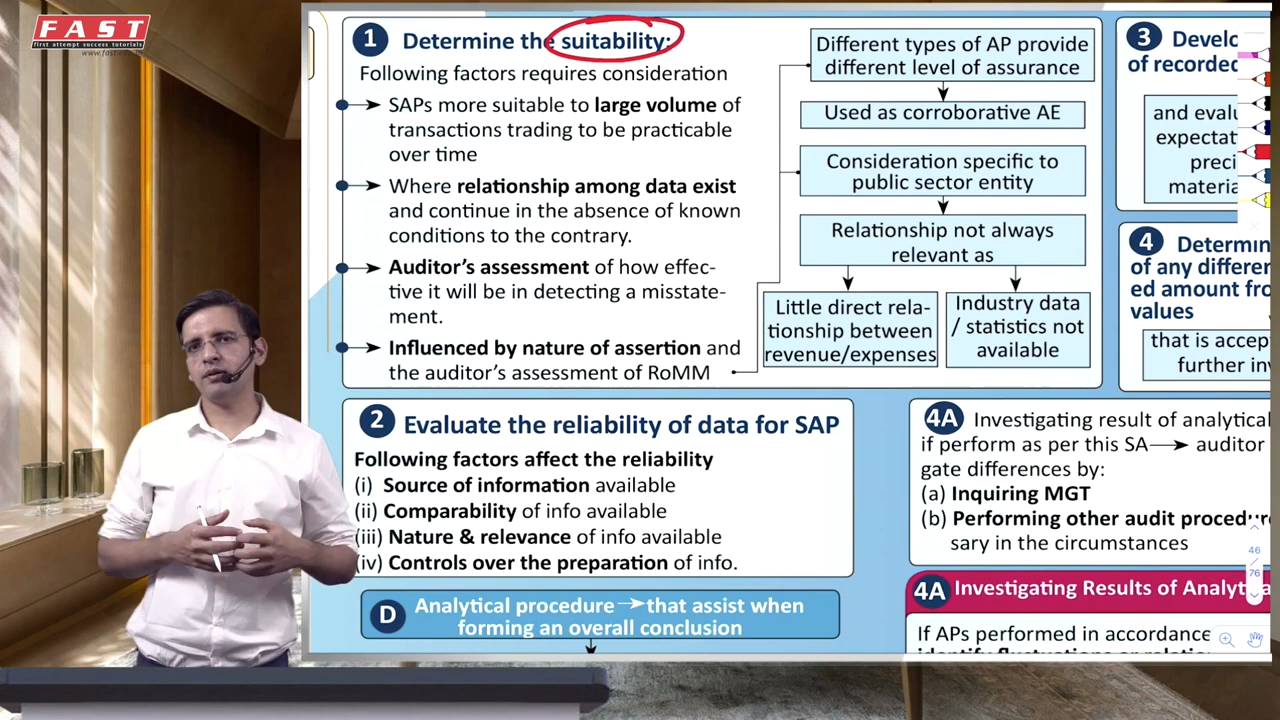 FAST
first attempt success tutorials
www.fast
1 Determine the suitability:
Following factors requires consideration
SAPs more suitable to large volume of
transactions trading to be practicable
over time
Where relationship among data exist
and continue in the absence of known
conditions to the contrary.
Auditor's assessment of how effec-
tive it will be in detecting a misstate-
ment.
Influenced by nature of assertion and
the auditor's assessment of RoMM
Different types of AP provide
different level of assurance
Used as corroborative AE
Consideration specific to
public sector entity
Relationship not always
relevant as
Little direct rela-
tionship between
revenue/expenses
Industry data
/ statistics not
available
2 Evaluate the reliability of data for SAP
Following factors affect the reliability
(i) Source of information available
(ii) Comparability of info available
(iii) Nature & relevance of info available
(iv) Controls over the preparation of info.
D Analytical procedure → that assist when
forming an overall conclusion
3 Develo
of recorded
and evalu
expectat
preci
materia
4 Determin
of any differen
ed amount fro
values
that is accep
further inv
4A Investigating result of analytical
if perform as per this SA → auditor
gate differences by:
(a) Inquiring MGT
(b) Performing other audit procedur
sary in the circumstances
46
76
4A Investigating Results of Analyt
If APs performed in accordance